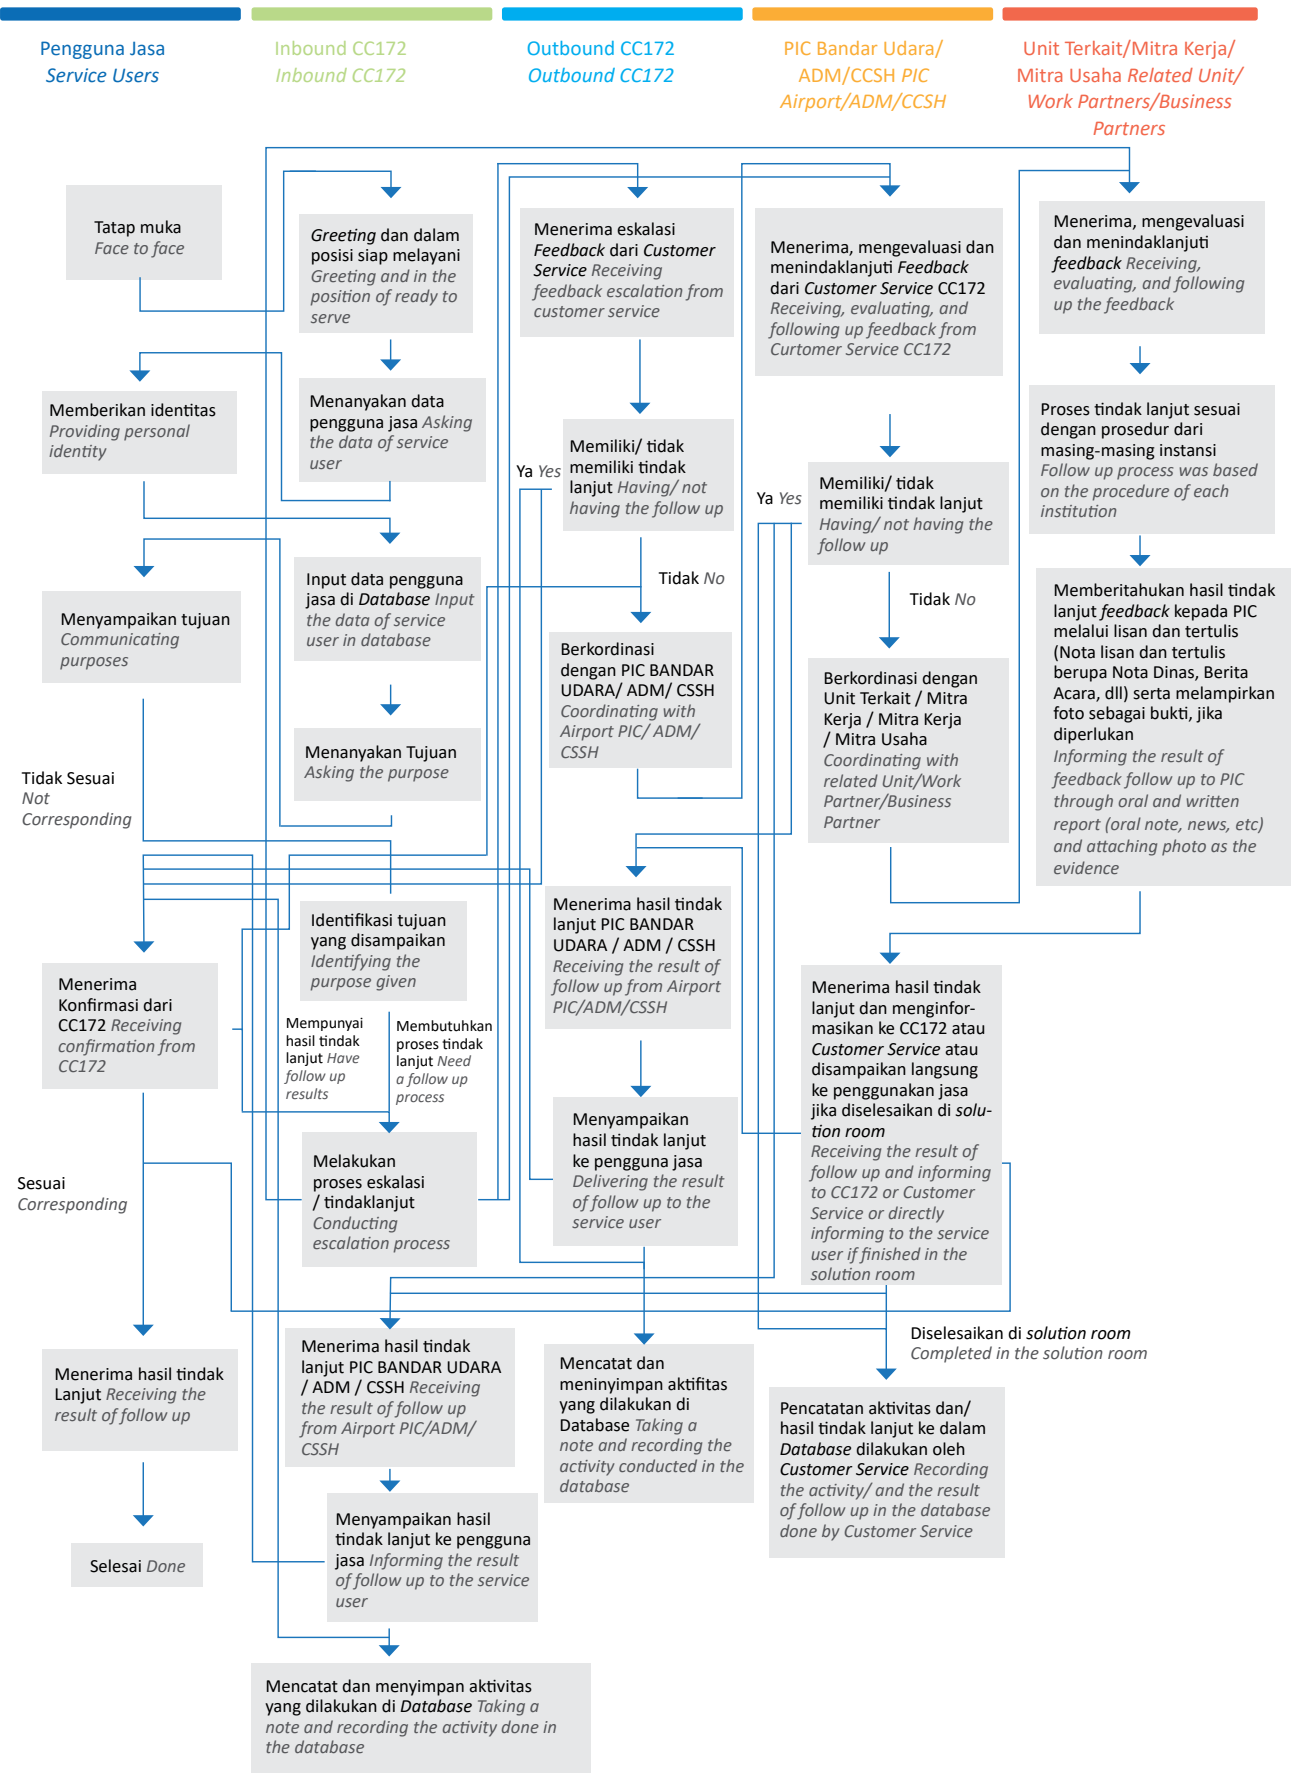 Pengguna Jasa
Service Users
Inbound CC172
Inbound CC172
Outbound CC172
Outbound CC172
PIC Bandar Udara/
ADM/CCSH PIC
Airport/ADM/CCSH
Unit Terkait/Mitra Kerja/
Mitra Usaha Related Unit/
Work Partners/Business
Partners
Tatap muka
Face to face
Memberikan identitas
Providing personal
identity
Menyampaikan tujuan
Communicating
purposes
Tidak Sesuai
Not
Corresponding
Menerima
Konfirmasi dari
CC172 Receiving
confirmation from
CC172
Sesuai
Corresponding
Menerima hasil tindak
Lanjut Receiving the
result of follow up
Selesai Done
Greeting dan dalam
posisi siap melayani
Greeting and in the
position of ready to
serve
Menanyakan data
pengguna jasa Asking
the data of service
user
Input data pengguna
jasa di Database Input
the data of service
user in database
Menanyakan Tujuan
Asking the purpose
Identifikasi tujuan
yang disampaikan
Identifying the
purpose given
Mempunyai
hasil tindak
lanjut Have
follow up
results
Membutuhkan
proses tindak
lanjut Need
a follow up
process
Melakukan
proses eskalasi
/ tindaklanjut
Conducting
escalation process
Menerima hasil tindak
lanjut PIC BANDAR UDARA
/ ADM / CSSH Receiving
the result of follow up
from Airport PIC/ADM/
CSSH
Menyampaikan hasil
tindak lanjut ke pengguna
jasa Informing the result
of follow up to the service
user
Mencatat dan menyimpan aktivitas
yang dilakukan di Database Taking a
note and recording the activity done in
the database
Menerima eskalasi
Feedback dari Customer
Service Receiving
feedback escalation from
customer service
Ya Yes
Memiliki/ tidak
memiliki tindak
lanjut Having/ not
having the follow up
Tidak No
Berkordinasi
dengan PIC BANDAR
UDARA/ ADM/ CSSH
Coordinating with
Airport PIC/ ADM/
CSSH
Menerima hasil tindak
lanjut PIC BANDAR
UDARA / ADM / CSSH
Receiving the result of
follow up from Airport
PIC/ADM/CSSH
Menyampaikan
hasil tindak lanjut
ke pengguna jasa
Delivering the result
of follow up to the
service user
Mencatat dan
meninyimpan aktifitas
yang dilakukan di
Database Taking a
note and recording the
activity conducted in the
database
Menerima, mengevaluasi dan
menindaklanjuti Feedback
dari Customer Service CC172
Receiving, evaluating, and
following up feedback from
Curtomer Service CC172
Ya Yes
Memiliki/ tidak
memiliki tindak lanjut
Having/ not having the
follow up
Tidak No
Berkordinasi dengan
Unit Terkait / Mitra
Kerja / Mitra Kerja
/ Mitra Usaha
Coordinating with
related Unit/Work
Partner/Business
Partner
Menerima hasil tindak
lanjut dan menginfor-
masikan ke CC172 atau
Customer Service atau
disampaikan langsung
ke penggunakan jasa
jika diselesaikan di solu-
tion room
Receiving the result of
follow up and informing
to CC172 or Customer
Service or directly
informing to the service
user if finished in the
solution room
Diselesaikan di solution room
Completed in the solution room
Pencatatan aktivitas dan/
hasil tindak lanjut ke dalam
Database dilakukan oleh
Customer Service Recording
the activity/ and the result
of follow up in the database
done by Customer Service
Menerima, mengevaluasi
dan menindaklanjuti
feedback Receiving,
evaluating, and following
up the feedback
Proses tindak lanjut sesuai
dengan prosedur dari
masing-masing instansi
Follow up process was based
on the procedure of each
institution
Memberitahukan hasil tindak
lanjut feedback kepada PIC
melalui lisan dan tertulis
(Nota lisan dan tertulis
berupa Nota Dinas, Berita
Acara, dll) serta melampirkan
foto sebagai bukti, jika
diperlukan
Informing the result of
feedback follow up to PIC
through oral and written
report (oral note, news, etc)
and attaching photo as the
evidence